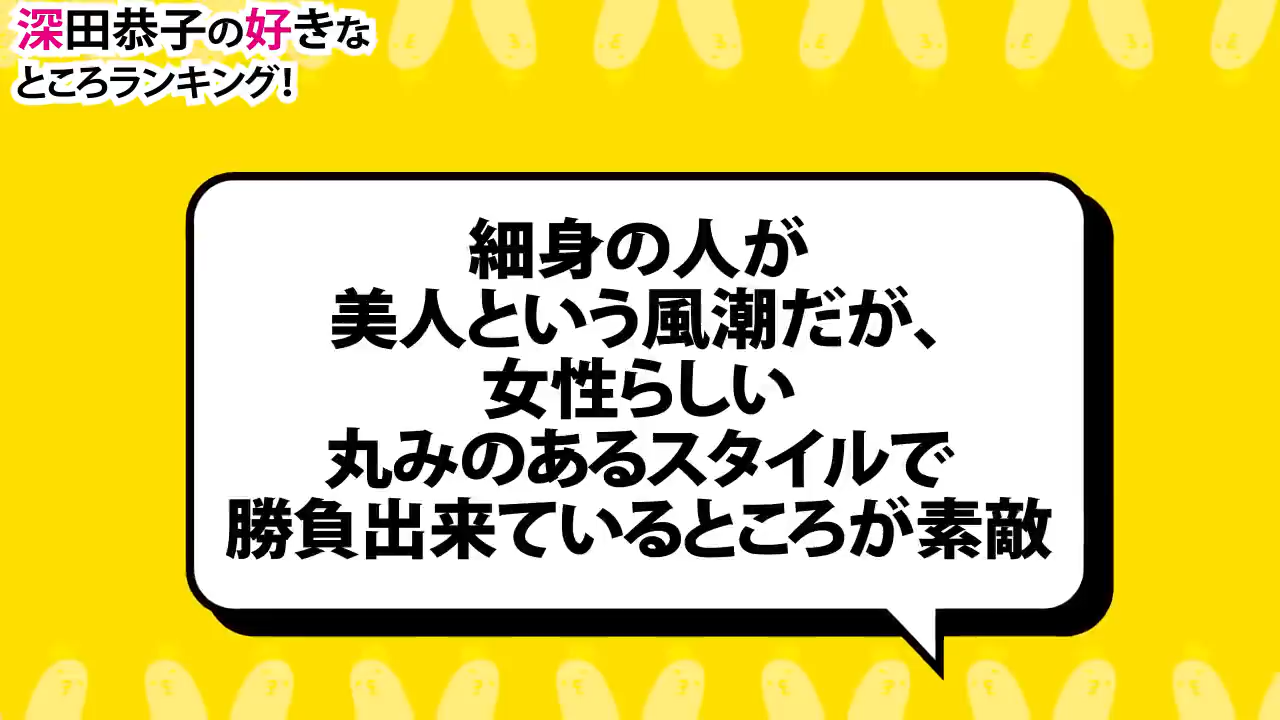 深田恭子の好きな
ところランキング!
細身の人が
美人という風潮だが、
女性らしい
丸みのあるスタイルで
勝負出来ているところが素敵